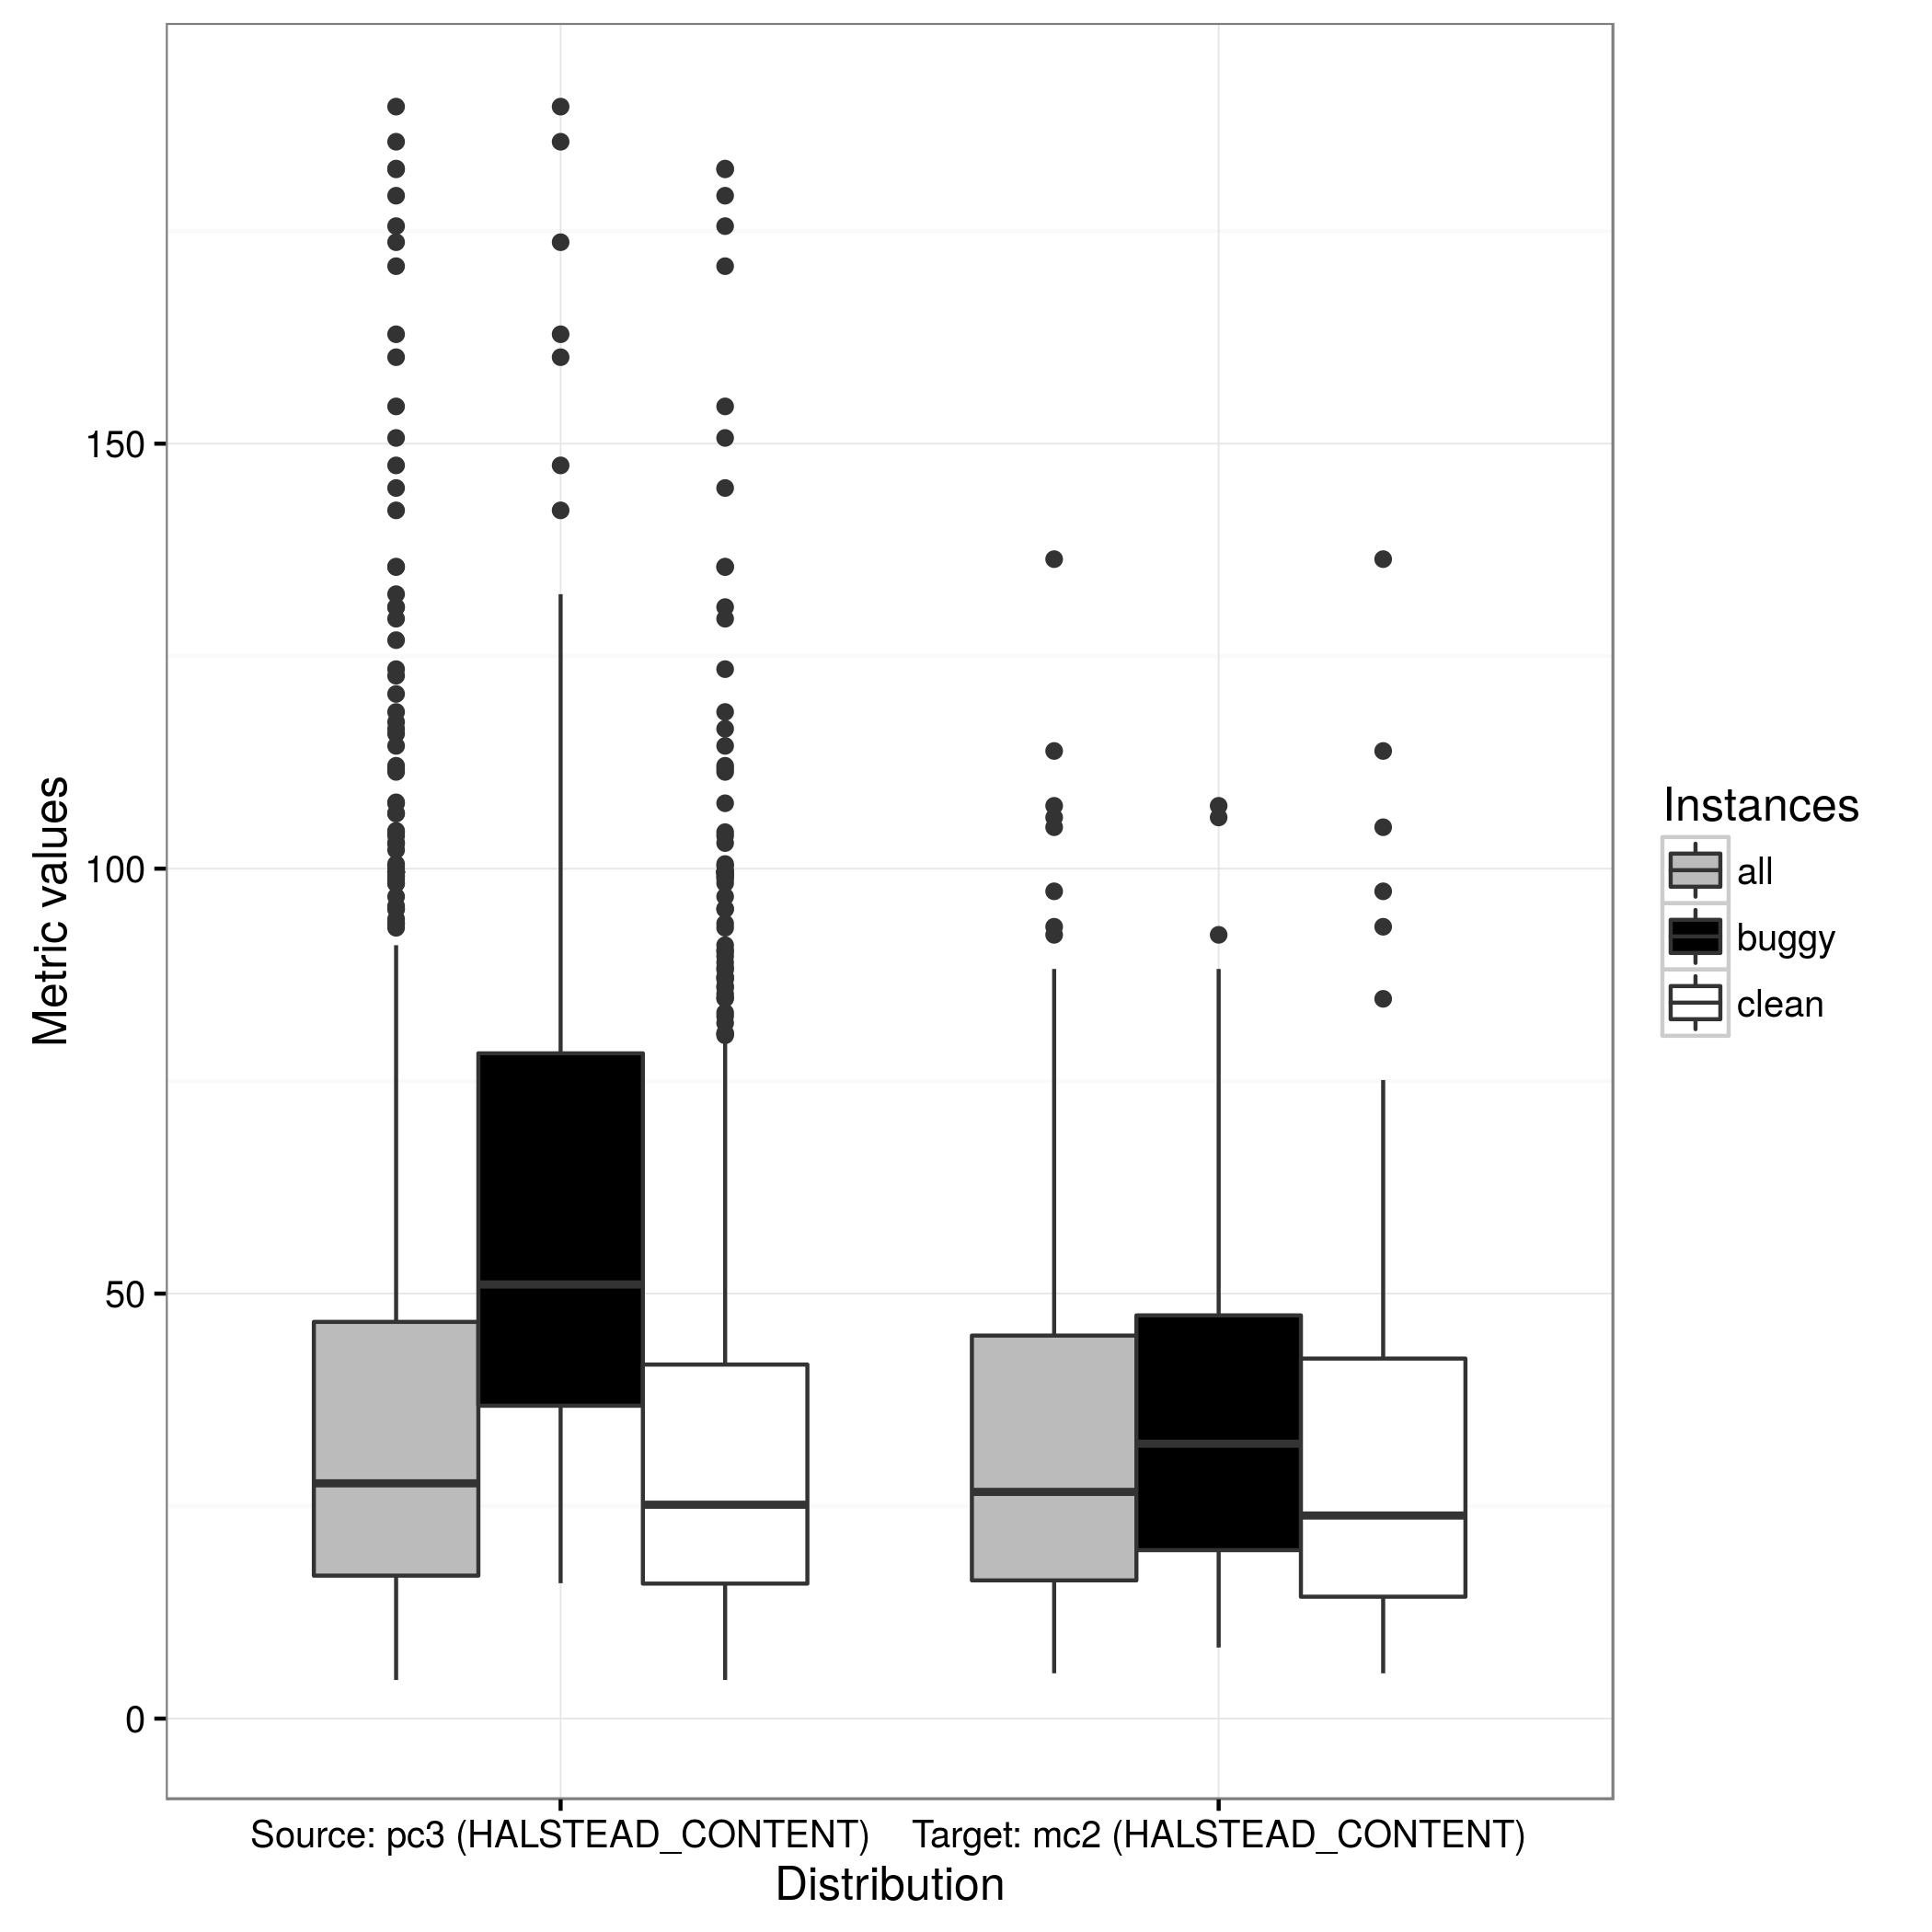 Metric values
150
100
50
0
Source: pc3 (HALSTEAD_CONTENT)
Target: mc2 (HALSTEAD_CONTENT)
Distribution
Instances
all
buggy
clean